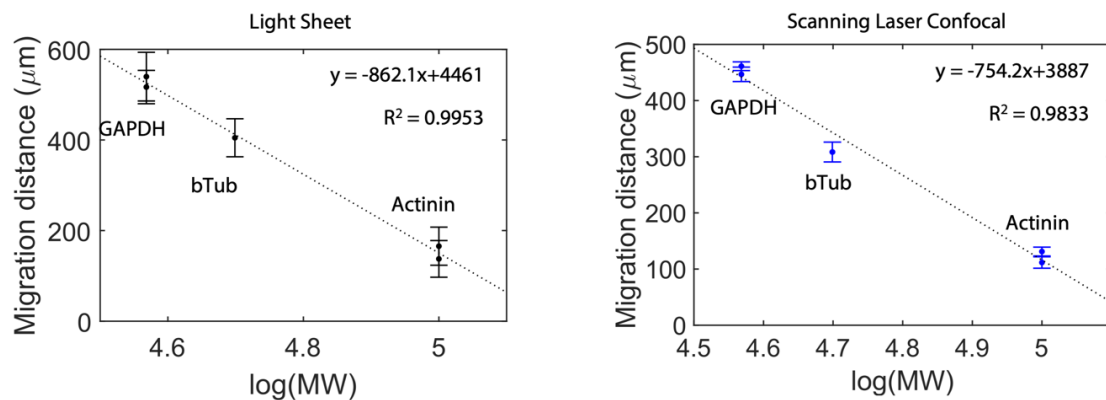 Light Sheet
Migration distance (μm)
600
400
200
0
4.6
4.8
5
log(MW)
y = -862.1x+4461
R² = 0.9953
GAPDH
bTub
Actinin
Scanning Laser Confocal
Migration distance (μm)
500
400
300
200
100
0
4.5
4.6
4.7
4.8
4.9
5
log(MW)
y = -754.2x+3887
R² = 0.9833
GAPDH
bTub
Actinin